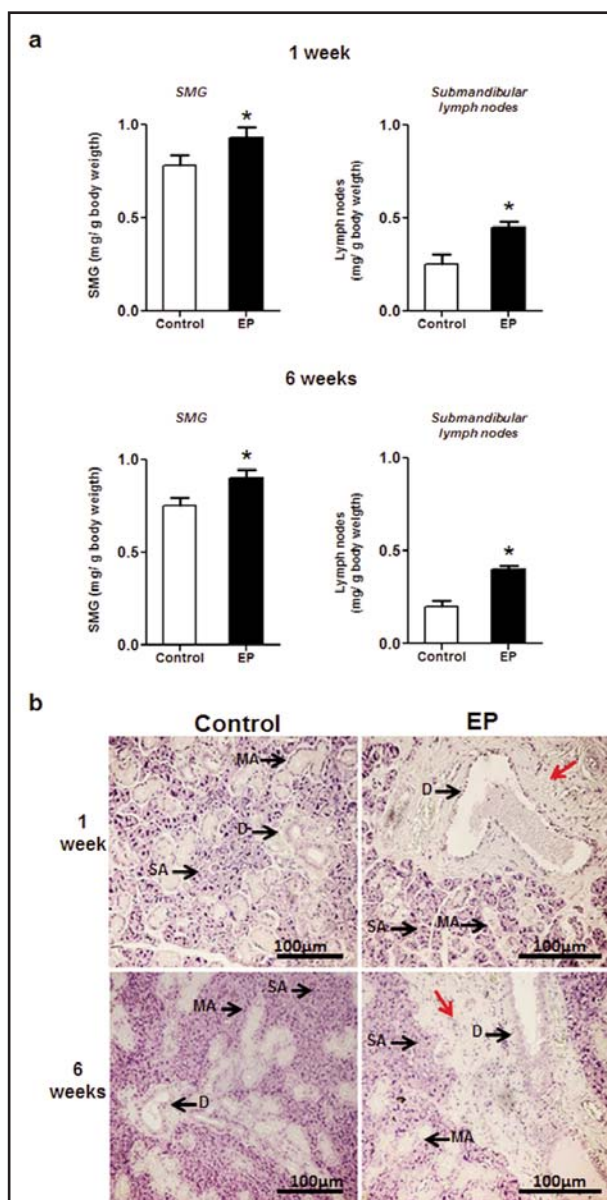 a
1 week
SMG
SMG (mg/ g body weigth)
1.0
0.5
0.0
Control
EP
*
Submandibular
lymph nodes
Lymph nodes
(mg/ g body weigth)
1.0
0.5
0.0
Control
EP
*
6 weeks
SMG
SMG (mg/ g body weigth)
1.0
0.5
0.0
Control
EP
*
Submandibular
lymph nodes
Lymph nodes
(mg/ g body weigth)
1.0
0.5
0.0
Control
EP
*
b
Control
EP
1
week
MA
D
SA
100µm
D
SA
MA
100µm
6
weeks
SA
MA
D
100µm
SA
D
MA
100µm